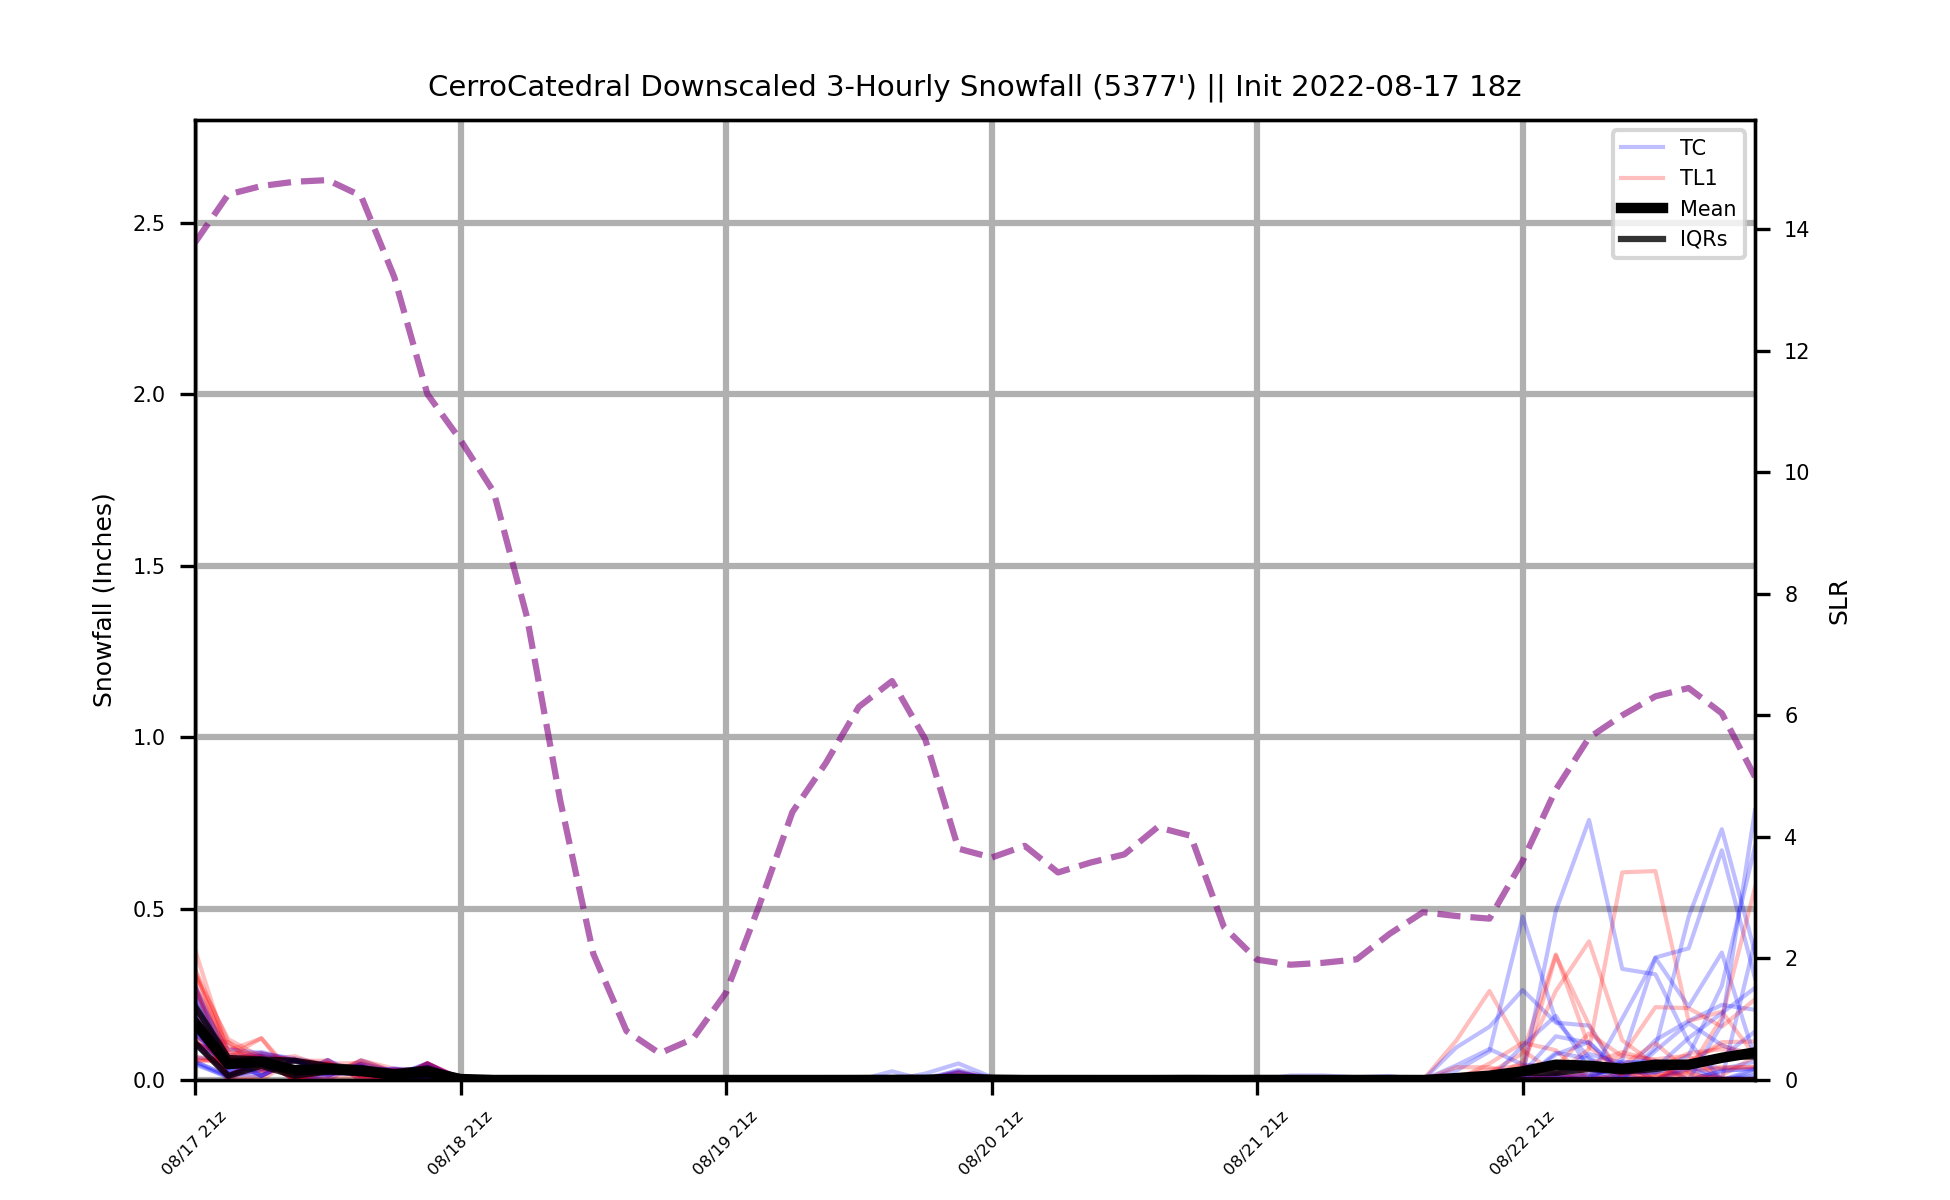 CerroCatedral Downscaled 3-Hourly Snowfall (5377') || Init 2022-08-17 18z
TC
TL1
Mean
IQRs
Snowfall (Inches)
2.5
2.0
1.5
1.0
0.5
0.0
14
12
10
8
6
4
2
0
SLR
08/17 21z
08/18 21z
08/19 21z
08/20 21z
08/21 21z
08/22 21z